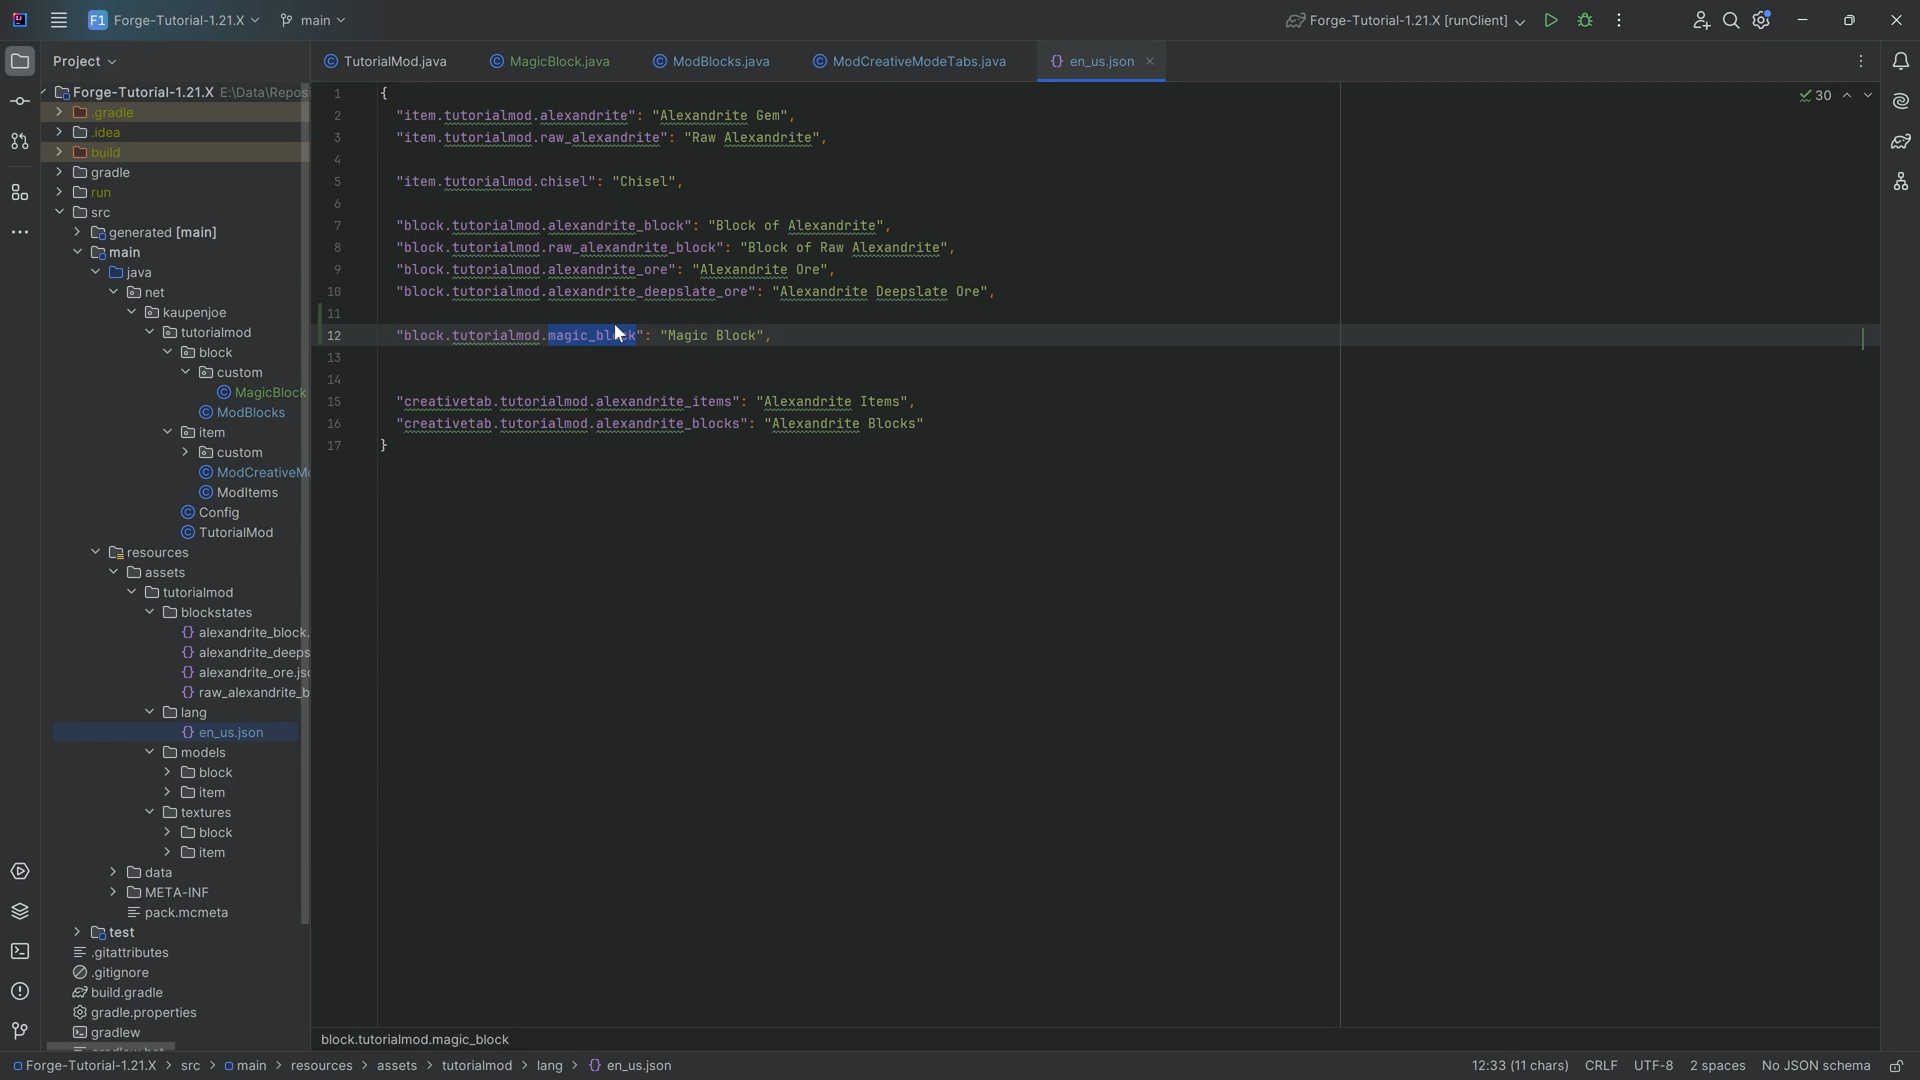 F1 Forge-Tutorial-1.21.X main Forge-Tutorial-1.21.X [runClient]
Project
TutorialMod.java MagicBlock.java ModBlocks.java ModCreativeModeTabs.java {} en_us.json
Forge-Tutorial-1.21.X E:\Data\Repos
.gradle
.idea
build
gradle
run
src
generated [main]
main
java
net
kaupenjoe
tutorialmod
block
custom
MagicBlock
ModBlocks
item
custom
ModCreativeMo
ModItems
Config
TutorialMod
resources
assets
tutorialmod
blockstates
{} alexandrite_block.
{} alexandrite_deeps
{} alexandrite_ore.jso
{} raw_alexandrite_b
lang
{} en_us.json
models
block
item
textures
block
item
data
META-INF
pack.mcmeta
test
.gitattributes
.gitignore
build.gradle
gradle.properties
gradlew
30
1 {
2 "item.tutorialmod.alexandrite": "Alexandrite Gem",
3 "item.tutorialmod.raw_alexandrite": "Raw Alexandrite",
4
5 "item.tutorialmod.chisel": "Chisel",
6
7 "block.tutorialmod.alexandrite_block": "Block of Alexandrite",
8 "block.tutorialmod.raw_alexandrite_block": "Block of Raw Alexandrite",
9 "block.tutorialmod.alexandrite_ore": "Alexandrite Ore",
10 "block.tutorialmod.alexandrite_deepslate_ore": "Alexandrite Deepslate Ore",
11
12 "block.tutorialmod.magic_block": "Magic Block",
13
14
15 "creativetab.tutorialmod.alexandrite_items": "Alexandrite Items",
16 "creativetab.tutorialmod.alexandrite_blocks": "Alexandrite Blocks"
17 }
block.tutorialmod.magic_block
Forge-Tutorial-1.21.X > src > main > resources > assets > tutorialmod > lang > {} en_us.json 12:33 (11 chars) CRLF UTF-8 2 spaces No JSON schema